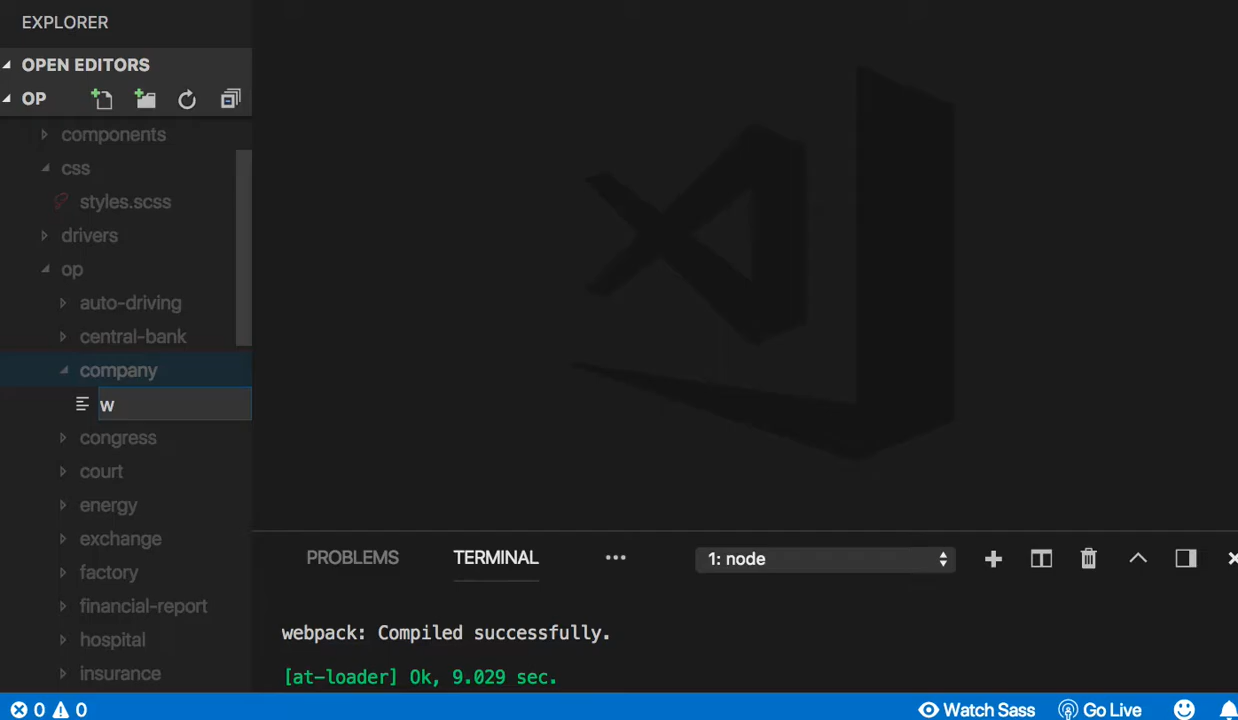 EXPLORER
OPEN EDITORS
OP
components
css
styles.scss
drivers
op
auto-driving
central-bank
company
w
congress
court
energy
exchange
factory
financial-report
hospital
insurance
PROBLEMS TERMINAL ••• 1: node
webpack: Compiled successfully.
[at-loader] Ok, 9.029 sec.
0 0 Watch Sass Go Live